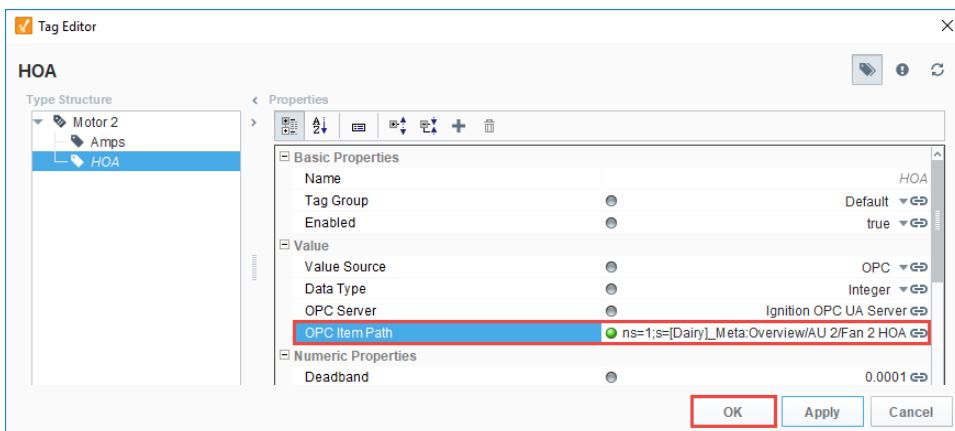 Tag Editor
HOA
Type Structure
Properties
Motor 2
Amps
HOA
Basic Properties
Name HOA
Tag Group Default
Enabled true
Value
Value Source OPC
Data Type Integer
OPC Server Ignition OPC UA Server
OPC Item Path ns=1;s=[Dairy]_Meta:Overview/AU 2/Fan 2 HOA
Numeric Properties
Deadband 0.0001
OK Apply Cancel